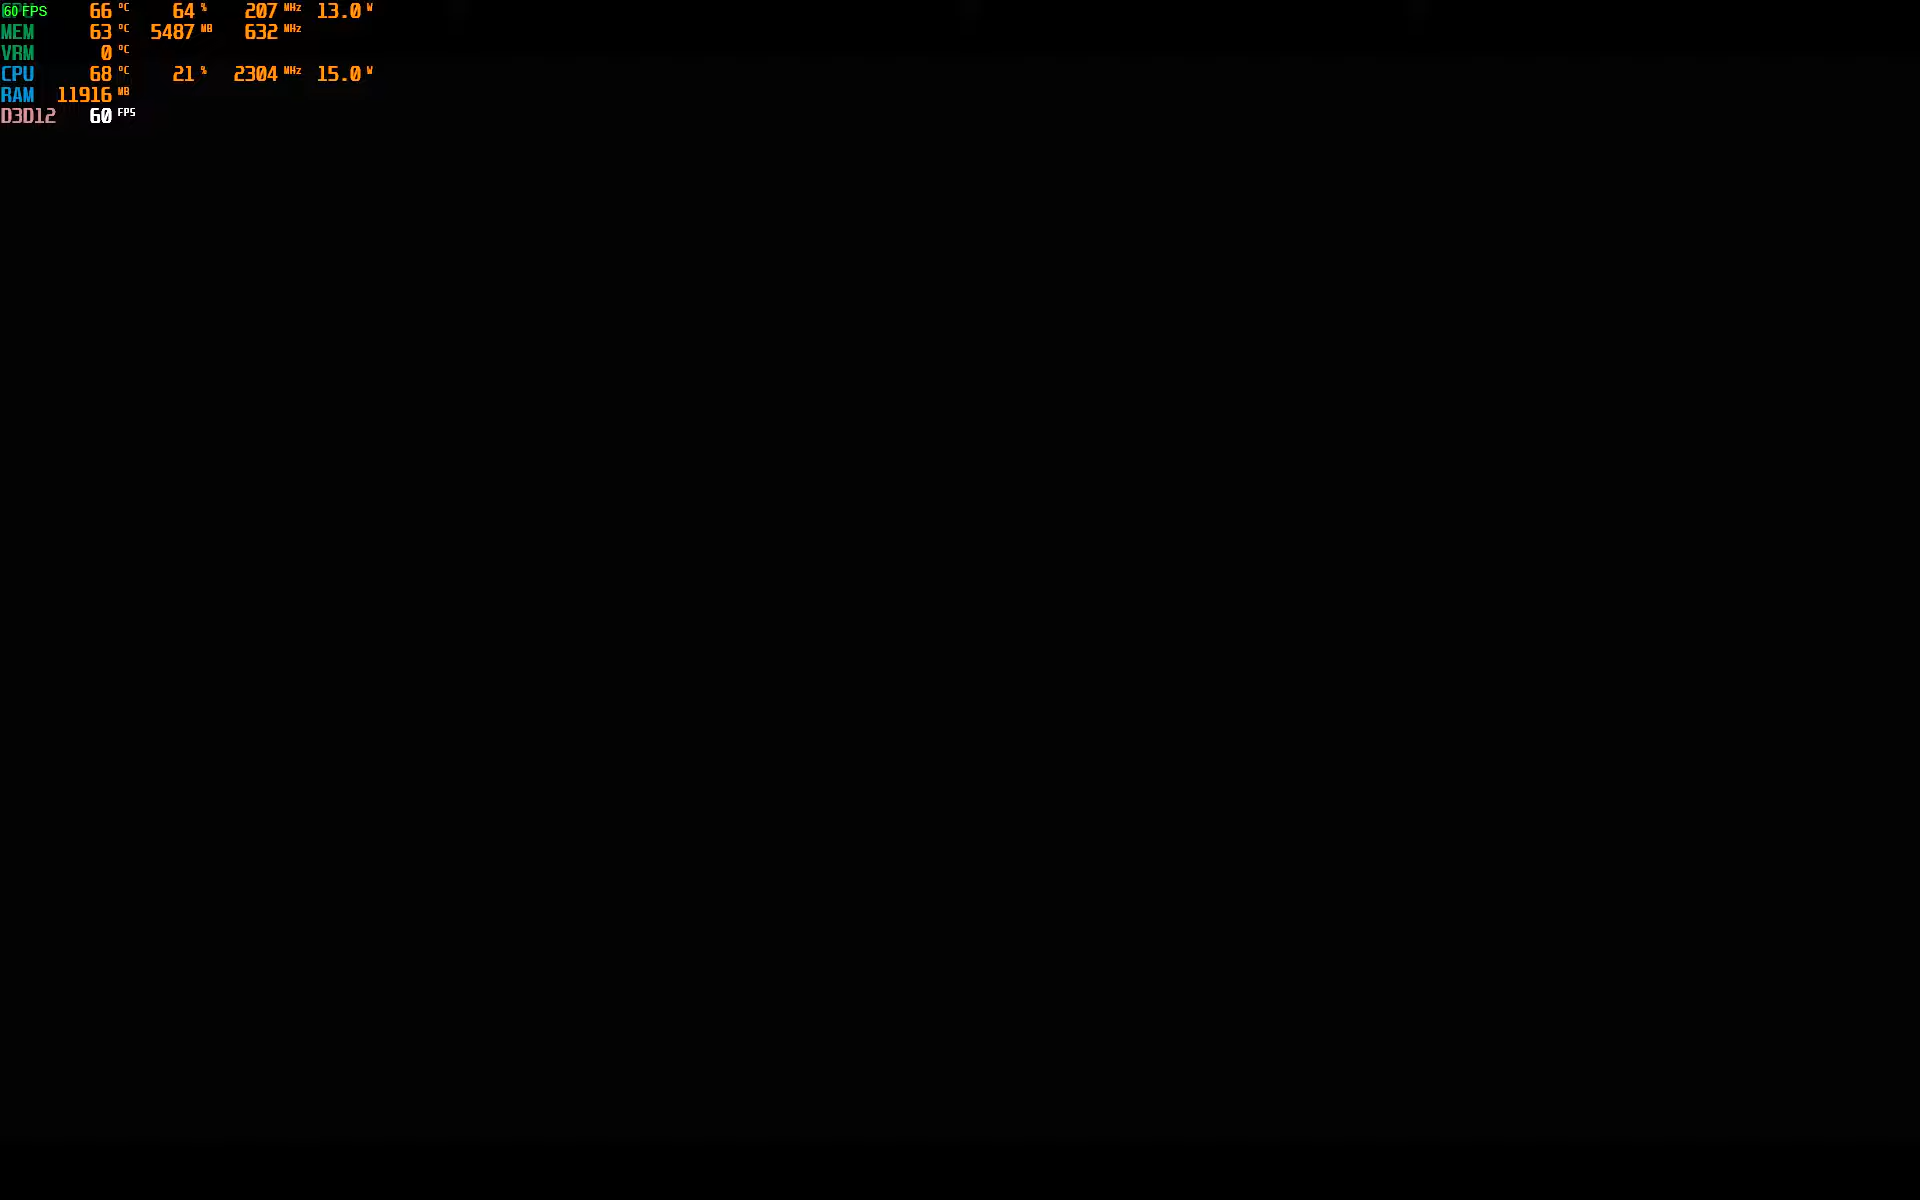 60 FPS 66 °C 64 % 207 MHz 13.0 W
MEM 63 °C 5487 MB 632 MHz
VRM 0 °C
CPU 68 °C 21 % 2304 MHz 15.0 W
RAM 11916 MB
D3D12 60 FPS